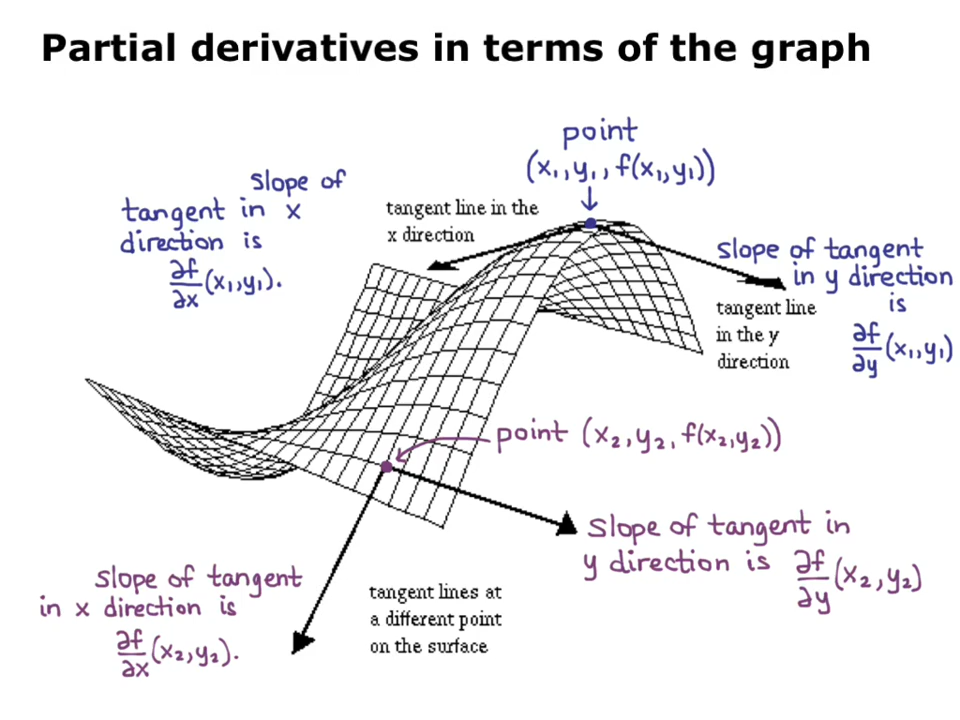 Partial derivatives in terms of the graph
point
(x₁,y₁, f(x₁,y₁))
slope of
tangent in x
direction is
∂f/∂x (x₁,y₁).
tangent line in the
x direction
slope of tangent
in y direction
is
∂f/∂y (x₁,y₁)
tangent line
in the y
direction
point (x₂,y₂, f(x₂,y₂))
slope of tangent in
y direction is ∂f/∂y (x₂,y₂)
slope of tangent
in x direction is
∂f/∂x (x₂,y₂).
tangent lines at
a different point
on the surface